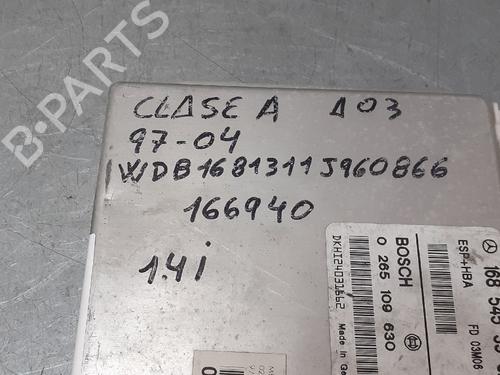 B-PARTS
CLASE A 103
97-04
WDB1681311J960866
166940
1.4i
DKHI24031662
BOSCH
0 265 109 630
Made in
ESP+HBA
FD 03M06
168 545